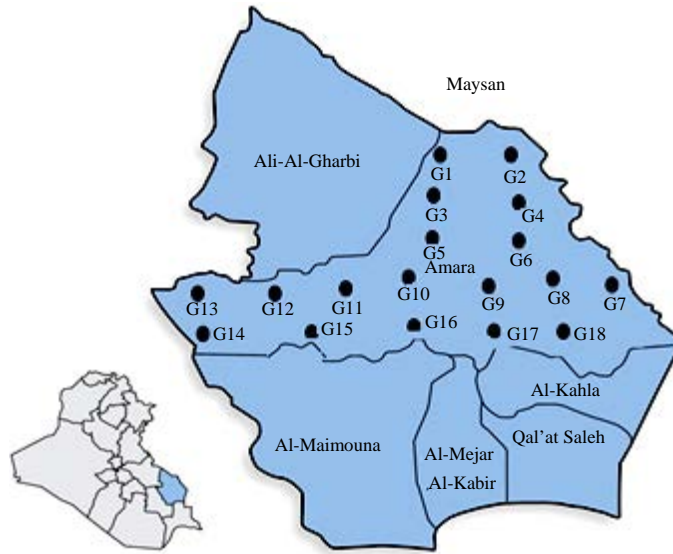 Maysan
Ali-Al-Gharbi
G1
G2
G3
G4
G5
G6
Amara
G10
G9
G8
G7
G13
G12
G11
G14
G15
G16
G17
G18
Al-Kahla
Al-Maimouna
Al-Mejar
Al-Kabir
Qal’at Saleh